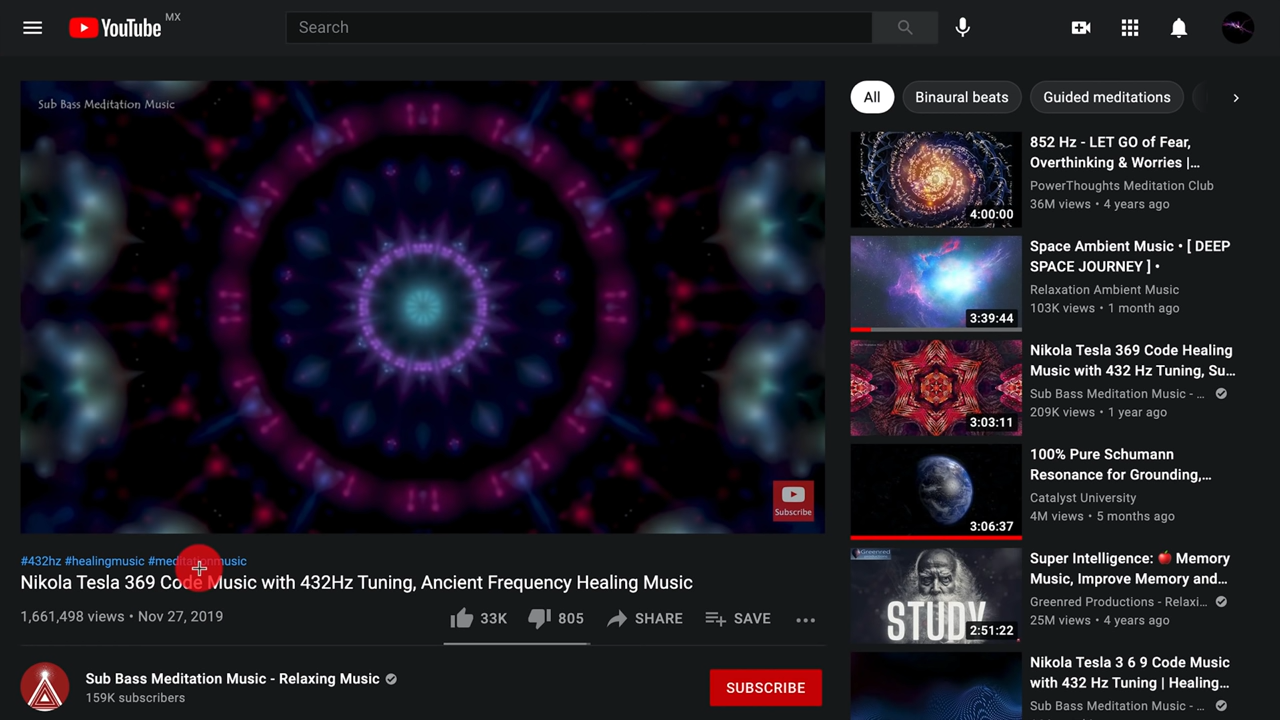 YouTube MX
Search
Sub Bass Meditation Music
Subscribe
#432hz #healingmusic #meditationmusic
Nikola Tesla 369 Code Music with 432Hz Tuning, Ancient Frequency Healing Music
1,661,498 views • Nov 27, 2019
33K 805 SHARE SAVE
Sub Bass Meditation Music - Relaxing Music
159K subscribers
SUBSCRIBE
All Binaural beats Guided meditations
4:00:00
852 Hz - LET GO of Fear,
Overthinking & Worries |...
PowerThoughts Meditation Club
36M views • 4 years ago
3:39:44
Space Ambient Music • [ DEEP
SPACE JOURNEY ] •
Relaxation Ambient Music
103K views • 1 month ago
3:03:11
Nikola Tesla 369 Code Healing
Music with 432 Hz Tuning, Su...
Sub Bass Meditation Music - ...
209K views • 1 year ago
3:06:37
100% Pure Schumann
Resonance for Grounding,...
Catalyst University
4M views • 5 months ago
Greenred
STUDY
2:51:22
Super Intelligence: 🍎 Memory
Music, Improve Memory and...
Greenred Productions - Relaxi...
25M views • 4 years ago
Nikola Tesla 3 6 9 Code Music
with 432 Hz Tuning | Healing...
Sub Bass Meditation Music - ...